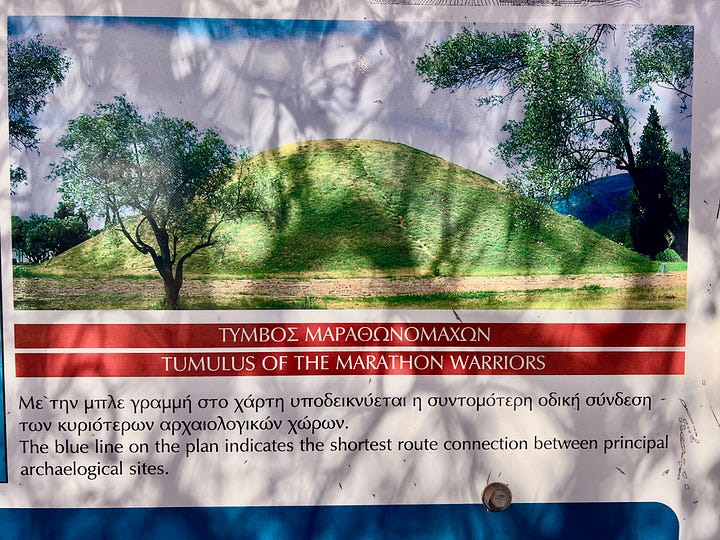 ΤΥΜΒΟΣ ΜΑΡΑΘΩΝΟΜΑΧΩΝ
TUMULUS OF THE MARATHON WARRIORS
Με την μπλε γραμμή στο χάρτη υποδεικνύεται η συντομότερη οδική σύνδεση -
των κυριότερων αρχαιολογικών χώρων.
The blue line on the plan indicates the shortest route connection between principal
archaelogical sites.